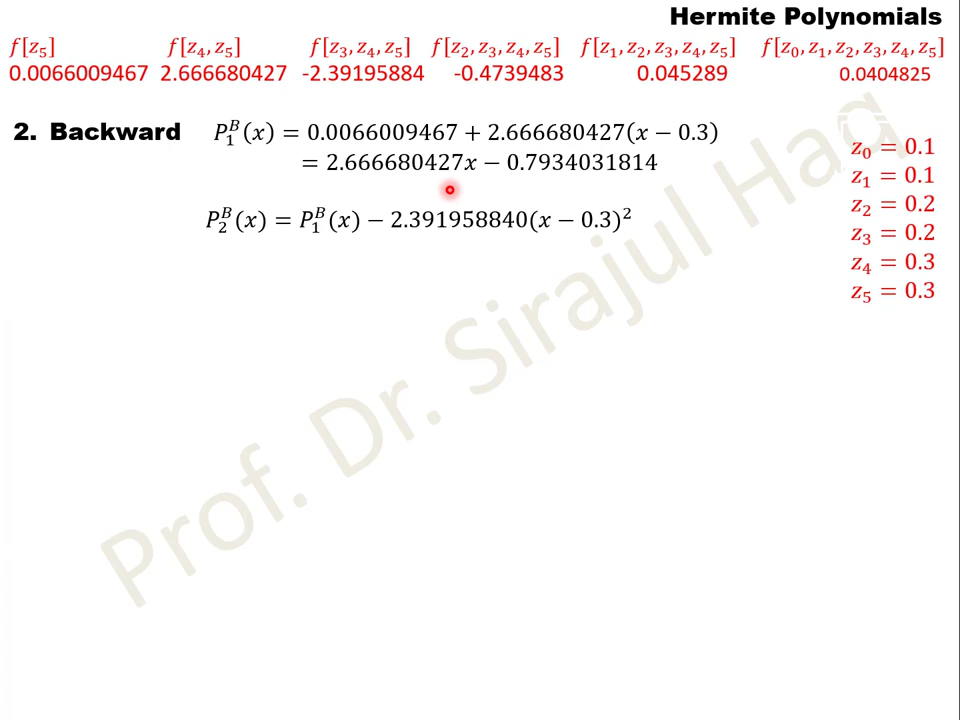 Hermite Polynomials
f[z₅] f[z₄, z₅] f[z₃, z₄, z₅] f[z₂, z₃, z₄, z₅] f[z₁, z₂, z₃, z₄, z₅] f[z₀, z₁, z₂, z₃, z₄, z₅]
0.0066009467 2.666680427 -2.39195884 -0.4739483 0.045289 0.0404825
2. Backward P₁ᴮ(x) = 0.0066009467 + 2.666680427(x − 0.3)
= 2.666680427x − 0.7934031814
P₂ᴮ(x) = P₁ᴮ(x) − 2.391958840(x − 0.3)²
z₀ = 0.1
z₁ = 0.1
z₂ = 0.2
z₃ = 0.2
z₄ = 0.3
z₅ = 0.3
Prof. Dr. Sirajul Haq